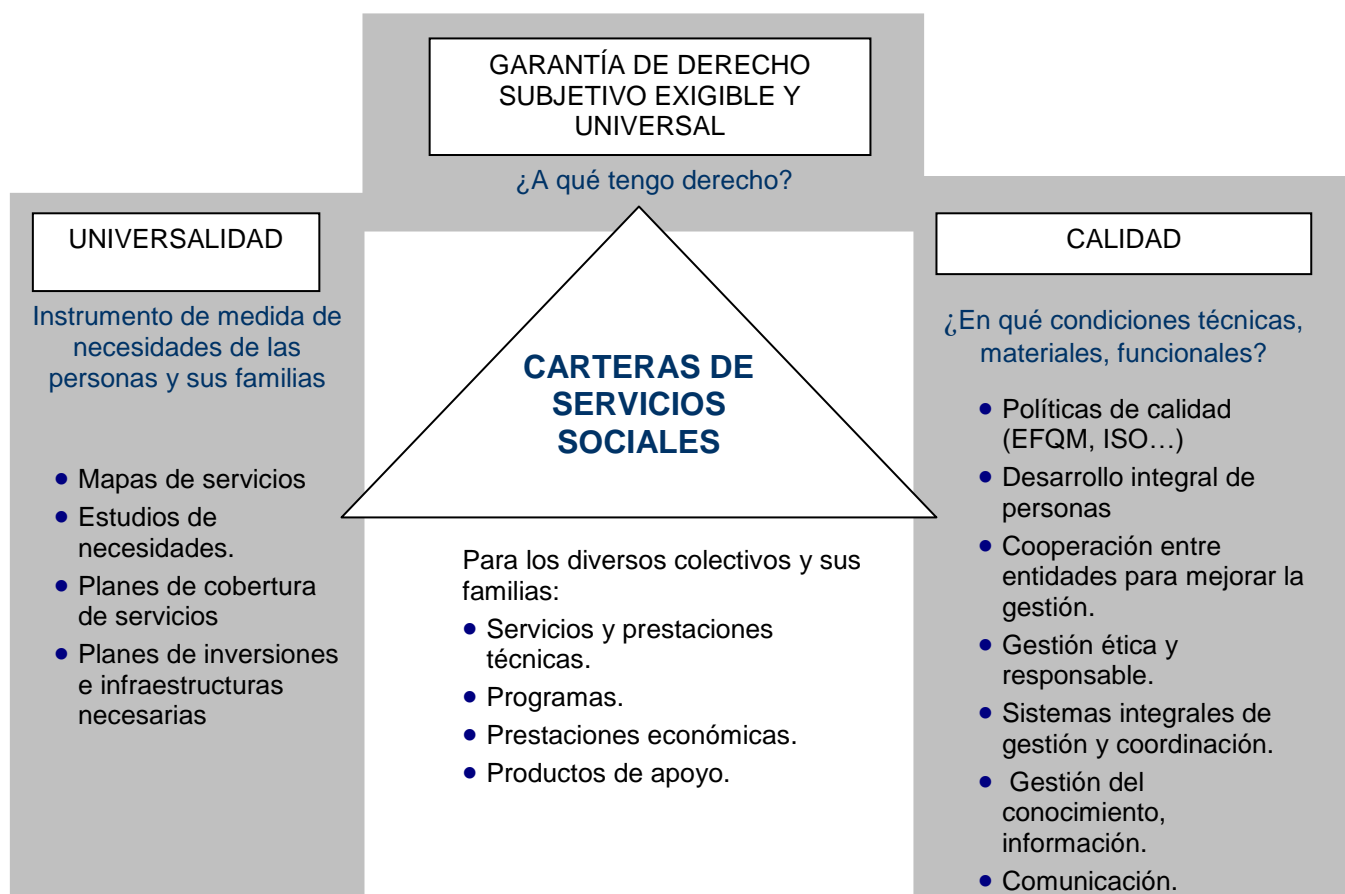 GARANTÍA DE DERECHO
SUBJETIVO EXIGIBLE Y
UNIVERSAL
¿A qué tengo derecho?
UNIVERSALIDAD
Instrumento de medida de
necesidades de las
personas y sus familias
• Mapas de servicios
• Estudios de
necesidades.
• Planes de cobertura
de servicios
• Planes de inversiones
e infraestructuras
necesarias
CARTERAS DE
SERVICIOS
SOCIALES
Para los diversos colectivos y sus
familias:
• Servicios y prestaciones
técnicas.
• Programas.
• Prestaciones económicas.
• Productos de apoyo.
CALIDAD
¿En qué condiciones técnicas,
materiales, funcionales?
• Políticas de calidad
(EFQM, ISO…)
• Desarrollo integral de
personas
• Cooperación entre
entidades para mejorar la
gestión.
• Gestión ética y
responsable.
• Sistemas integrales de
gestión y coordinación.
• Gestión del
conocimiento,
información.
• Comunicación.